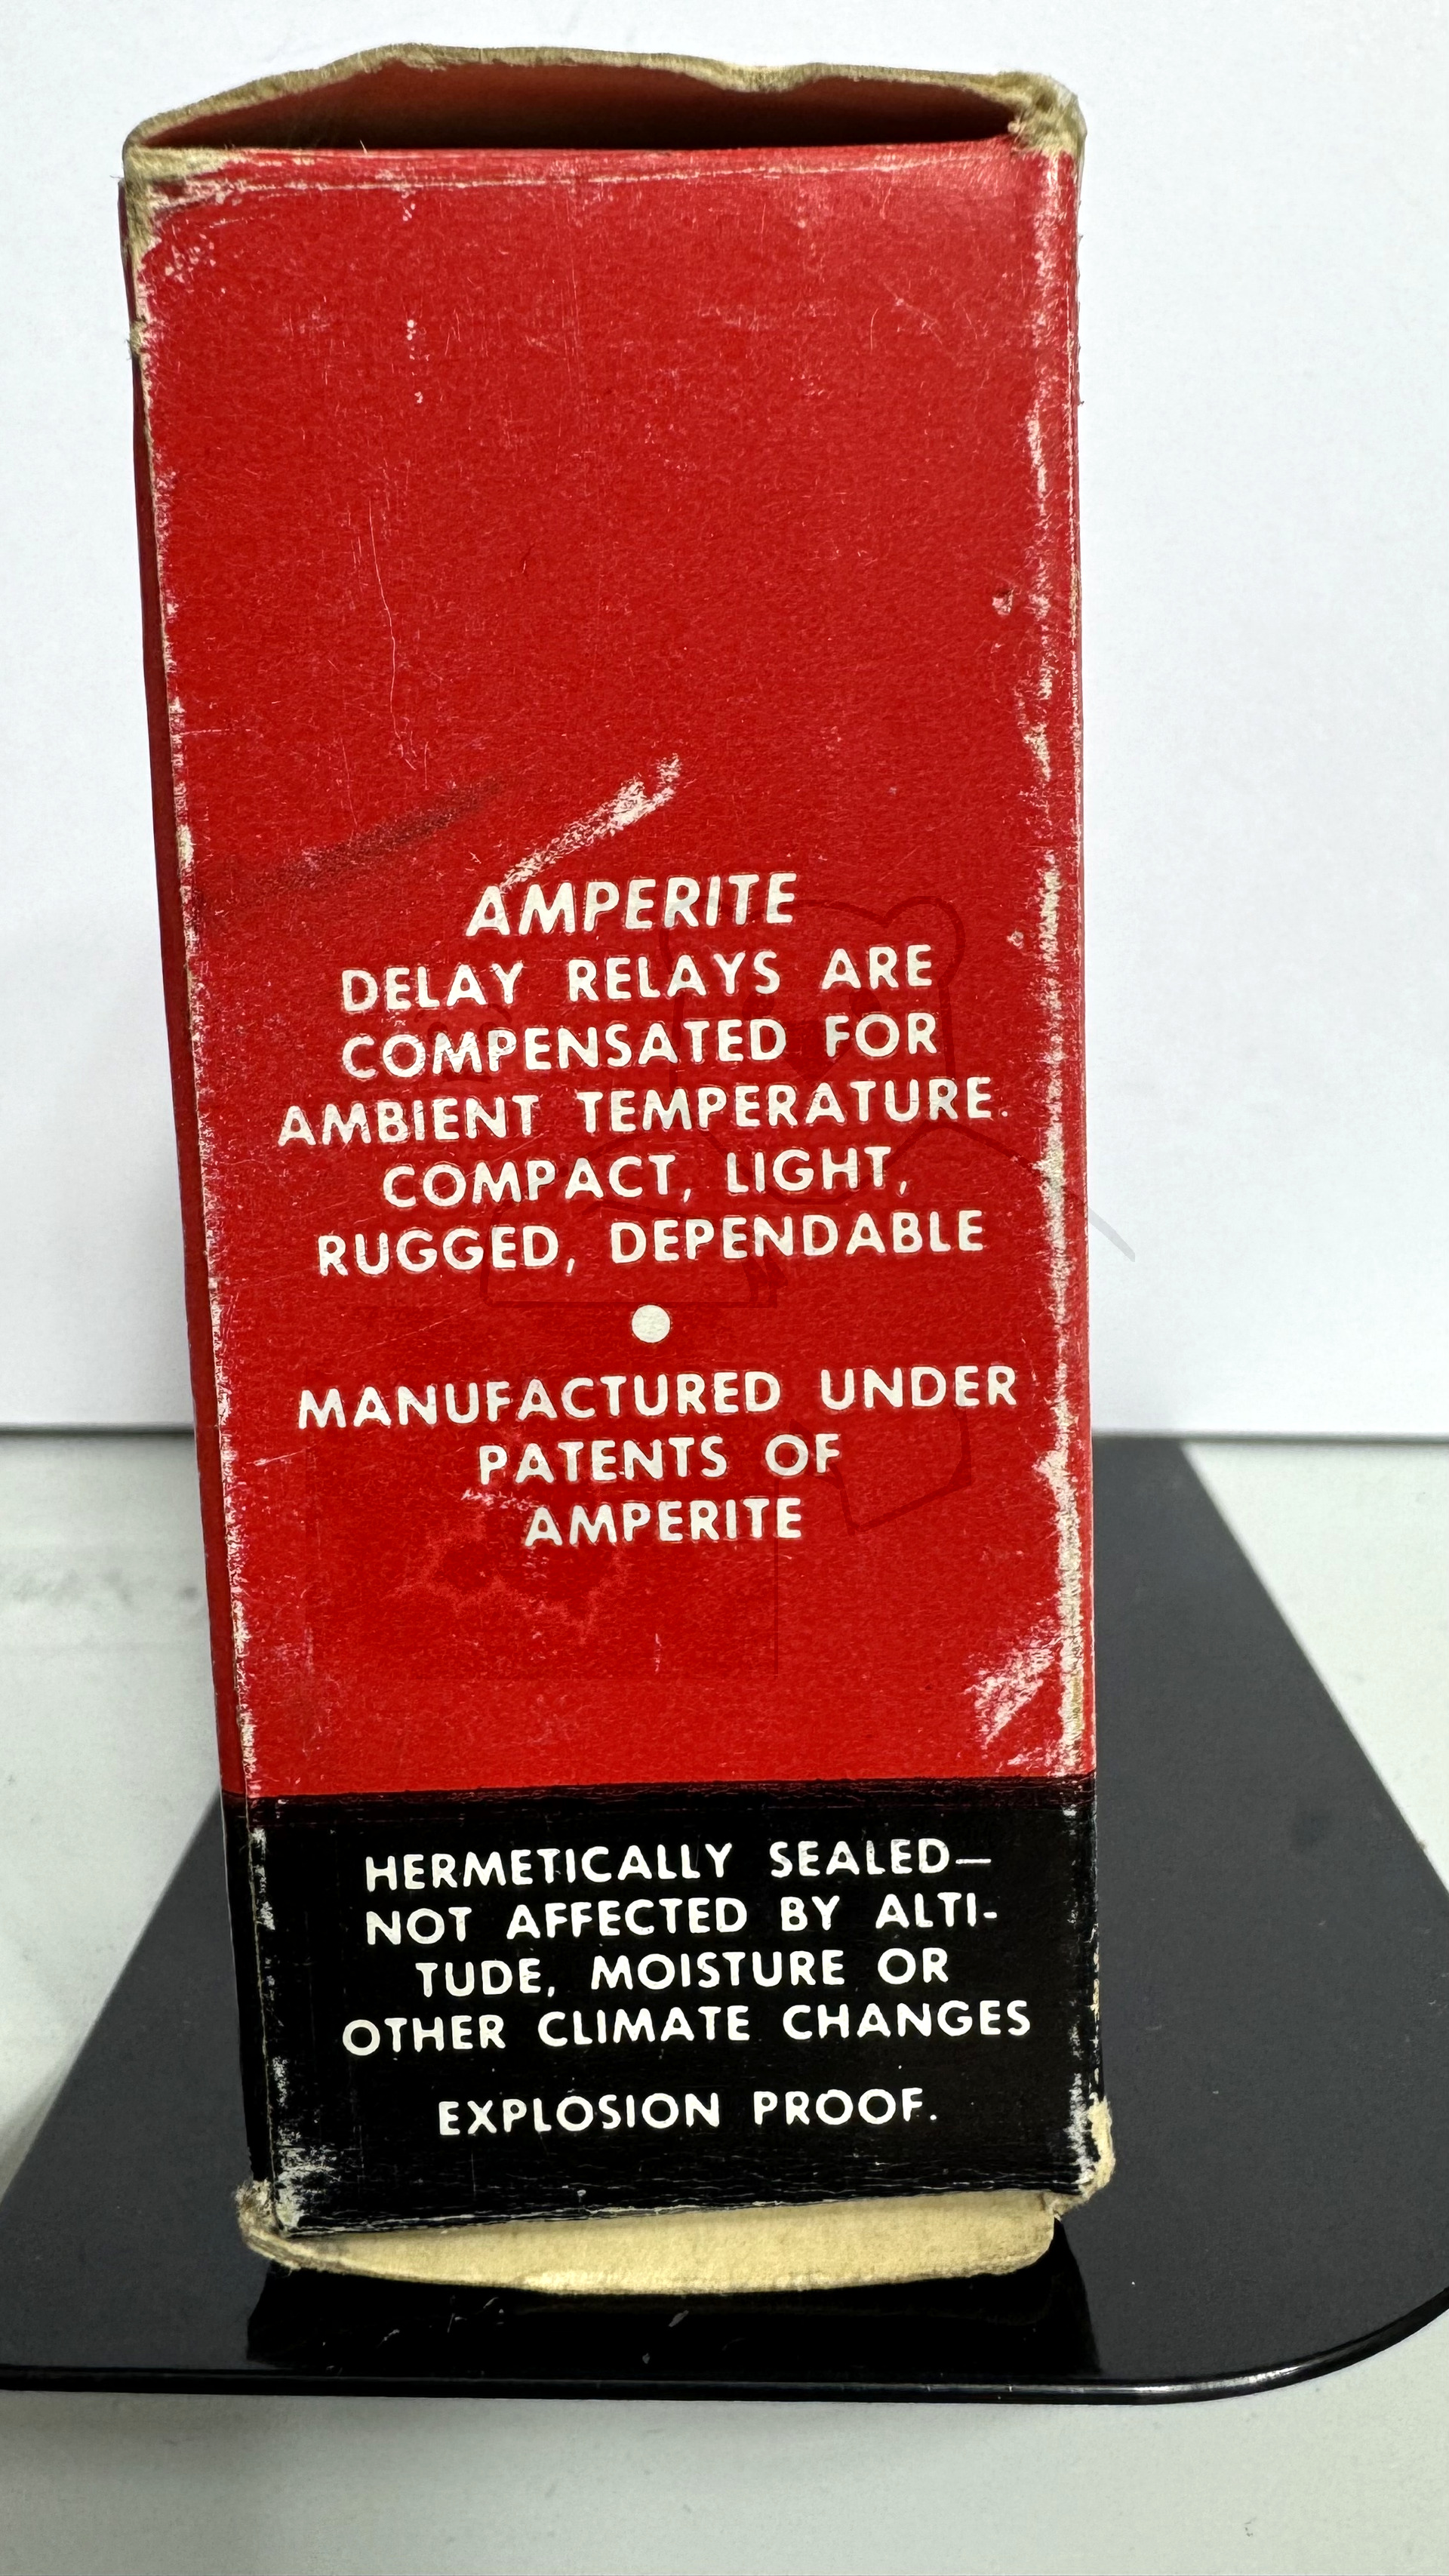 AMPERITE
DELAY RELAYS ARE
COMPENSATED FOR
AMBIENT TEMPERATURE.
COMPACT, LIGHT,
RUGGED, DEPENDABLE
MANUFACTURED UNDER
PATENTS OF
AMPERITE
HERMETICALLY SEALED—
NOT AFFECTED BY ALTI-
TUDE, MOISTURE OR
OTHER CLIMATE CHANGES
EXPLOSION PROOF.